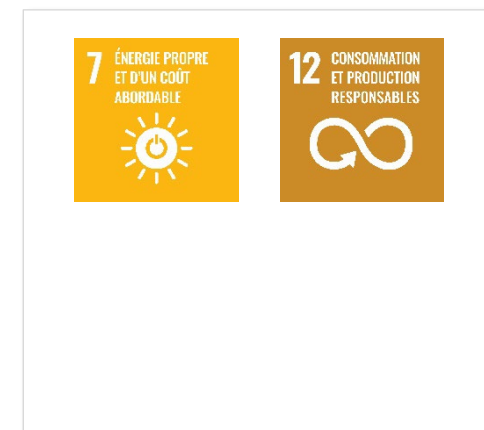 7 ÉNERGIE PROPRE
ET D'UN COÛT
ABORDABLE
12 CONSOMMATION
ET PRODUCTION
RESPONSABLES